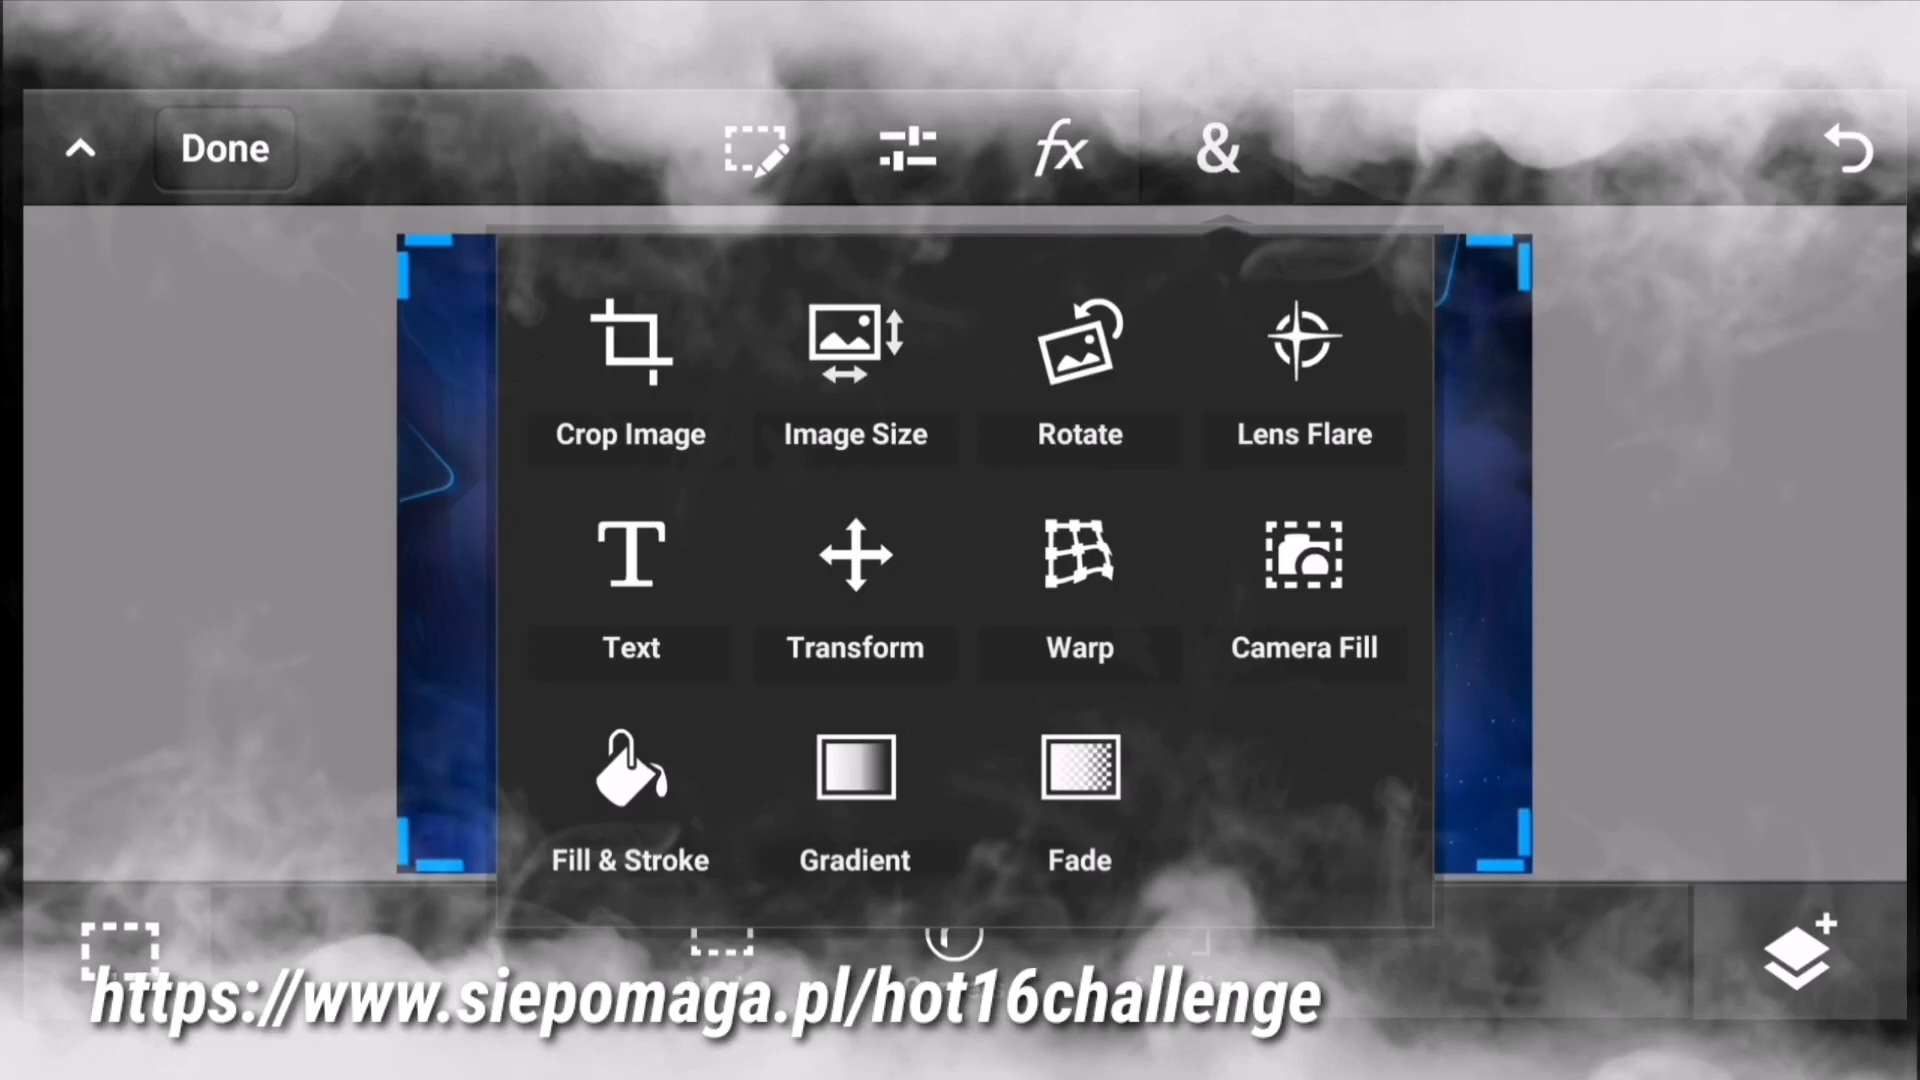 Done
fx
&
Crop Image
Image Size
Rotate
Lens Flare
Text
Transform
Warp
Camera Fill
Fill & Stroke
Gradient
Fade
https://www.siepomaga.pl/hot16challenge